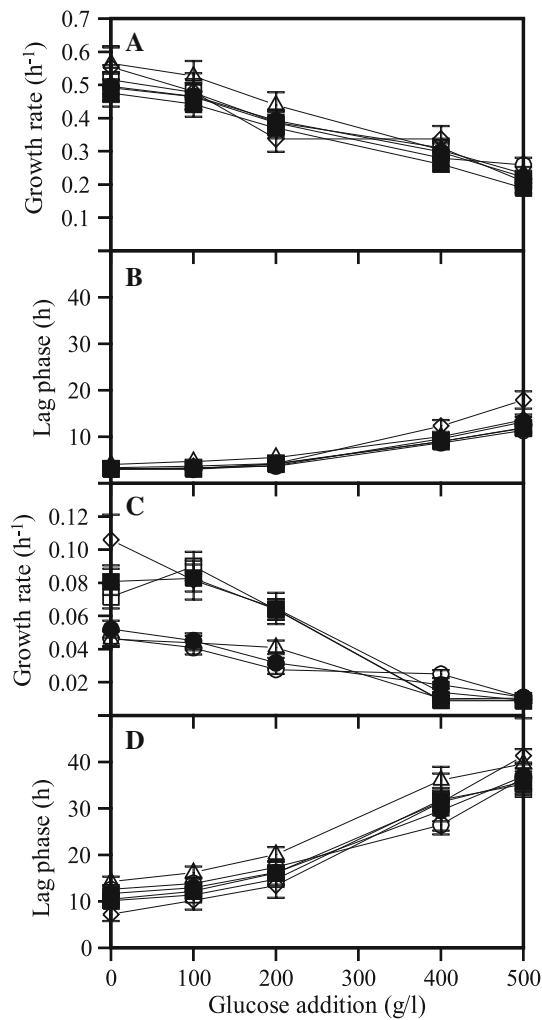 0.7
A
0.6
0.5
0.4
0.3
0.2
0.1
Growth rate (h-1)
B
40
30
20
10
Lag phase (h)
C
0.12
0.10
0.08
0.06
0.04
0.02
Growth rate (h-1)
D
40
30
20
10
0
Lag phase (h)
0 100 200 300 400 500
Glucose addition (g/l)